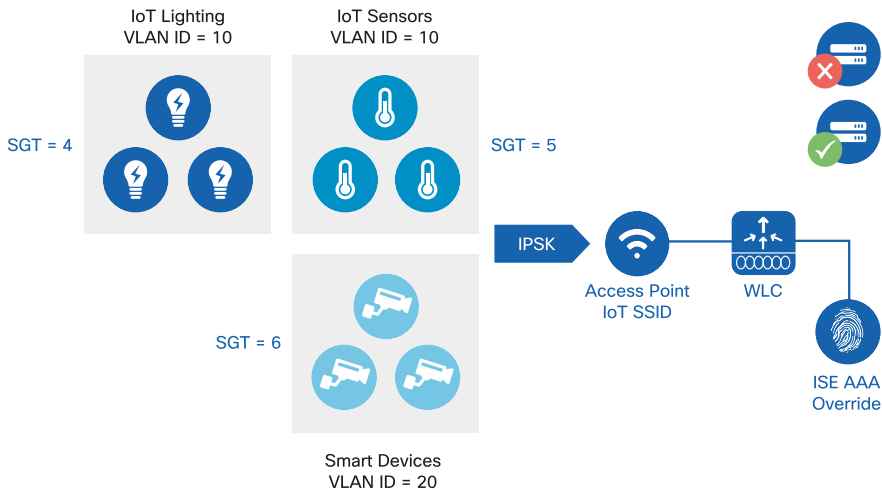 IoT Lighting
VLAN ID = 10
IoT Sensors
VLAN ID = 10
SGT = 4
SGT = 5
IPSK
Access Point
IoT SSID
WLC
SGT = 6
ISE AAA
Override
Smart Devices
VLAN ID = 20